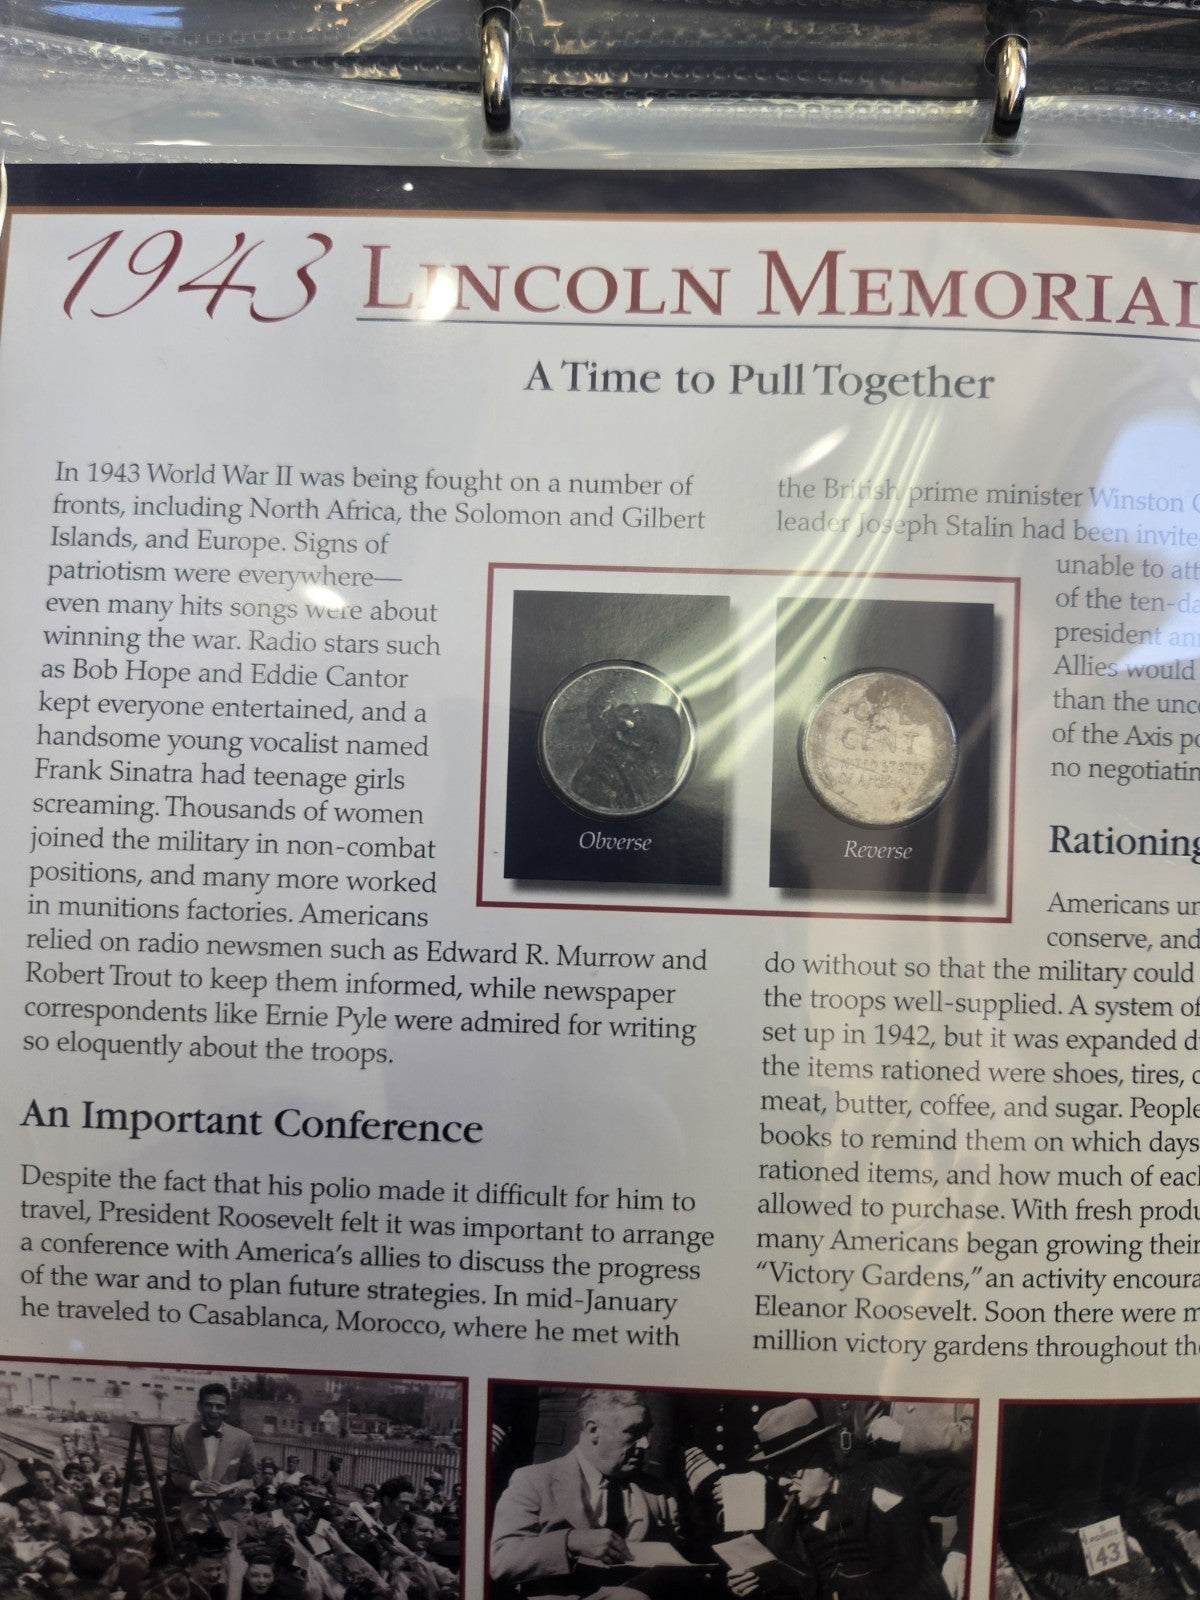 1943 LINCOLN MEMORIAL
A Time to Pull Together
In 1943 World War II was being fought on a number of
fronts, including North Africa, the Solomon and Gilbert
Islands, and Europe. Signs of
patriotism were everywhere—
even many hits songs were about
winning the war. Radio stars such
as Bob Hope and Eddie Cantor
kept everyone entertained, and a
handsome young vocalist named
Frank Sinatra had teenage girls
screaming. Thousands of women
joined the military in non-combat
positions, and many more worked
in munitions factories. Americans
relied on radio newsmen such as Edward R. Murrow and
Robert Trout to keep them informed, while newspaper
correspondents like Ernie Pyle were admired for writing
so eloquently about the troops.
An Important Conference
Despite the fact that his polio made it difficult for him to
travel, President Roosevelt felt it was important to arrange
a conference with America's allies to discuss the progress
of the war and to plan future strategies. In mid-January
he traveled to Casablanca, Morocco, where he met with
Obverse
ONE
CENT
UNITED STATES
OF AMERICA
Reverse
the British prime minister Winston
leader Joseph Stalin had been invite
unable to att
of the ten-da
president an
Allies would
than the unc
of the Axis po
no negotiatin
Rationing
Americans ur
conserve, and
do without so that the military could
the troops well-supplied. A system of
set up in 1942, but it was expanded d
the items rationed were shoes, tires, c
meat, butter, coffee, and sugar. People
books to remind them on which days
rationed items, and how much of each
allowed to purchase. With fresh produ
many Americans began growing their
"Victory Gardens," an activity encoura
Eleanor Roosevelt. Soon there were m
million victory gardens throughout the
POINTS
43